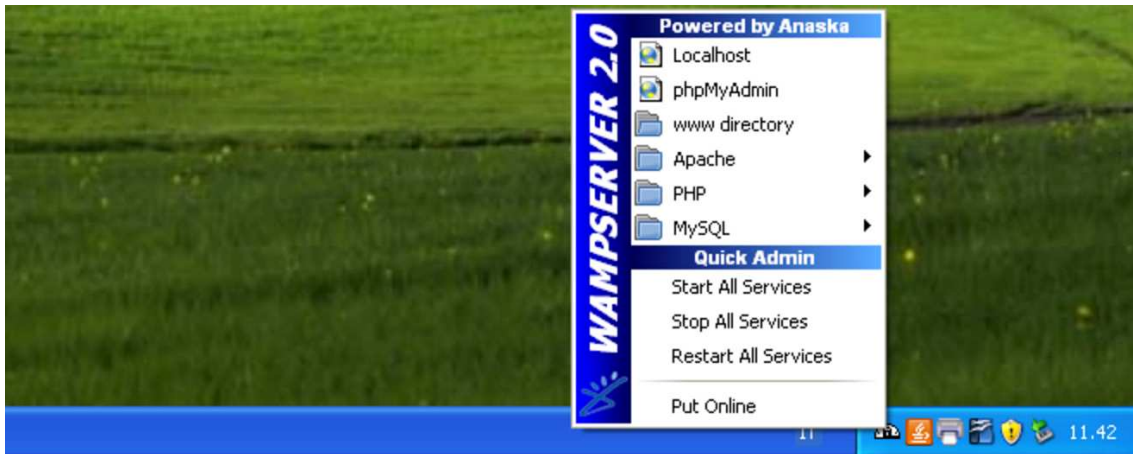 WAMPSERVER 2.0
Powered by Anaska
Localhost
phpMyAdmin
www directory
Apache
PHP
MySQL
Quick Admin
Start All Services
Stop All Services
Restart All Services
Put Online
IT
11.42